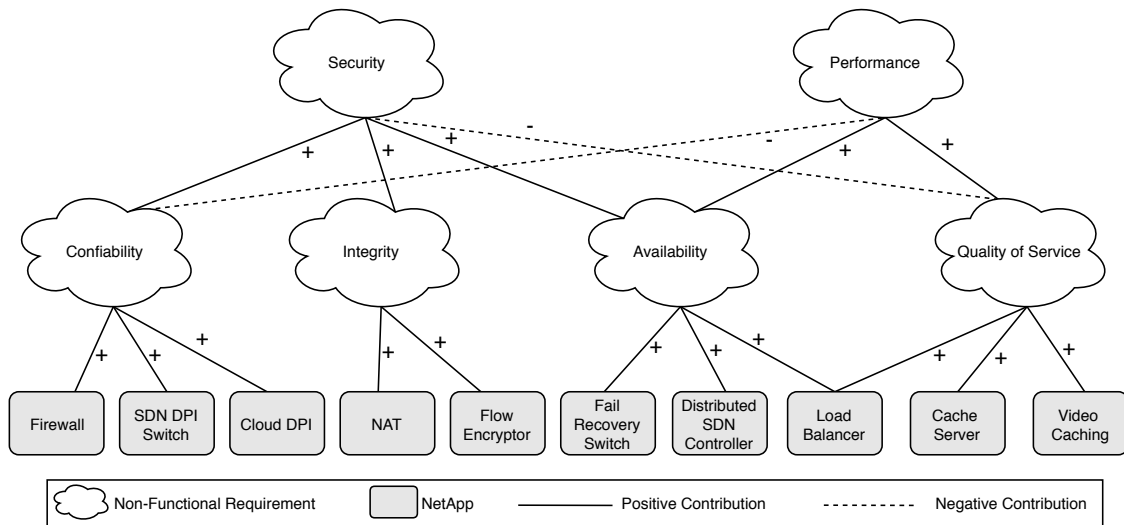 Security
Performance
-
+
+
+
-
+
+
Confiability
Integrity
Availability
Quality of Service
+
+
+
+
+
+
+
+
+
+
+
Firewall
SDN DPI
Switch
Cloud DPI
NAT
Flow
Encryptor
Fail
Recovery
Switch
Distributed
SDN
Controller
Load
Balancer
Cache
Server
Video
Caching
Non-Functional Requirement
NetApp
Positive Contribution
Negative Contribution